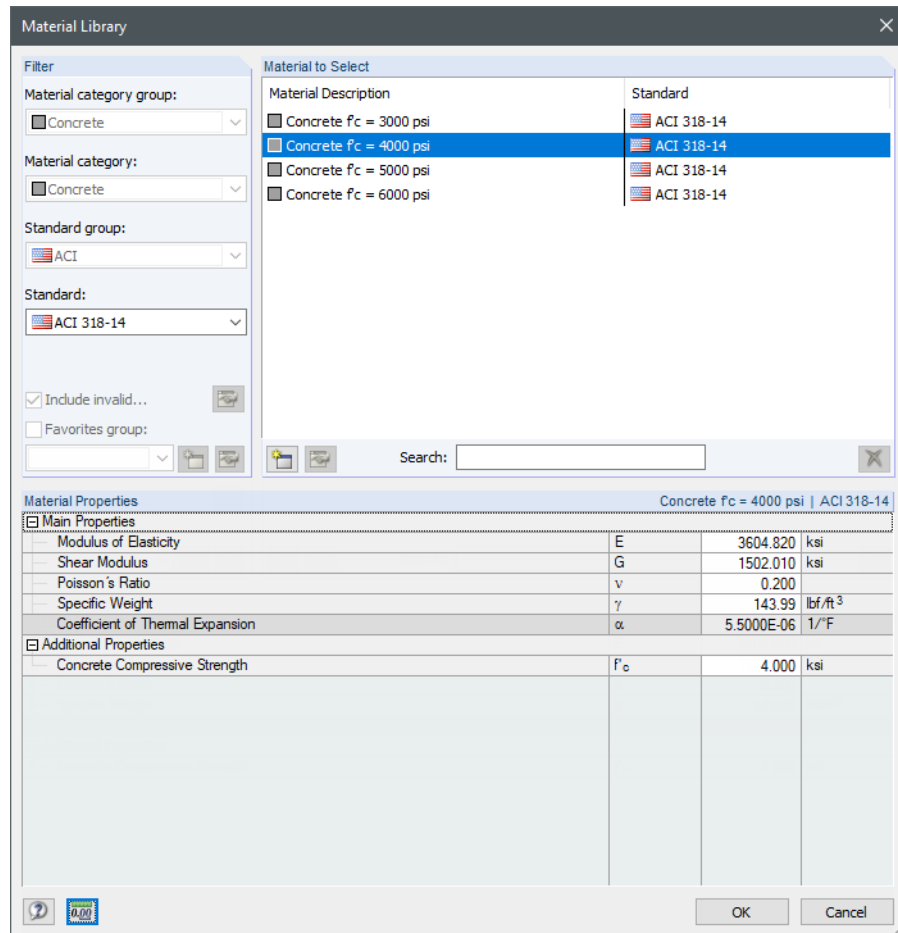 Material Library
Filter
Material category group:
Concrete
Material category:
Concrete
Standard group:
ACI
Standard:
ACI 318-14
Include invalid...
Favorites group:
Material to Select
Material Description Standard
Concrete f'c = 3000 psi ACI 318-14
Concrete f'c = 4000 psi ACI 318-14
Concrete f'c = 5000 psi ACI 318-14
Concrete f'c = 6000 psi ACI 318-14
Search:
Material Properties Concrete f'c = 4000 psi | ACI 318-14
Main Properties
Modulus of Elasticity E 3604.820 ksi
Shear Modulus G 1502.010 ksi
Poisson´s Ratio ν 0.200
Specific Weight γ 143.99 lbf/ft3
Coefficient of Thermal Expansion α 5.5000E-06 1/°F
Additional Properties
Concrete Compressive Strength f'c 4.000 ksi
0.00
OK Cancel